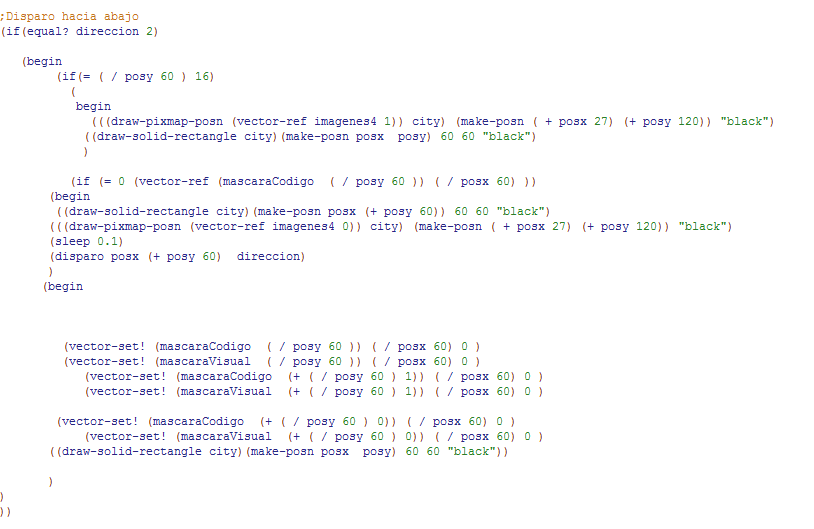 ;Disparo hacia abajo
(if(equal? direccion 2)
(begin
(if(= ( / posy 60 ) 16)
(
begin
(((draw-pixmap-posn (vector-ref imagenes4 1)) city) (make-posn ( + posx 27) (+ posy 120)) "black")
((draw-solid-rectangle city)(make-posn posx  posy) 60 60 "black")
)
(if (= 0 (vector-ref (mascaraCodigo  ( / posy 60 )) ( / posx 60) ))
(begin
((draw-solid-rectangle city)(make-posn posx (+ posy 60)) 60 60 "black")
(((draw-pixmap-posn (vector-ref imagenes4 0)) city) (make-posn ( + posx 27) (+ posy 120)) "black")
(sleep 0.1)
(disparo posx (+ posy 60)  direccion)
)
(begin
(vector-set! (mascaraCodigo  ( / posy 60 )) ( / posx 60) 0 )
(vector-set! (mascaraVisual  ( / posy 60 )) ( / posx 60) 0 )
(vector-set! (mascaraCodigo  (+ ( / posy 60 ) 1)) ( / posx 60) 0 )
(vector-set! (mascaraVisual  (+ ( / posy 60 ) 1)) ( / posx 60) 0 )
(vector-set! (mascaraCodigo  (+ ( / posy 60 ) 0)) ( / posx 60) 0 )
(vector-set! (mascaraVisual  (+ ( / posy 60 ) 0)) ( / posx 60) 0 )
((draw-solid-rectangle city)(make-posn posx  posy) 60 60 "black"))
)
)
))